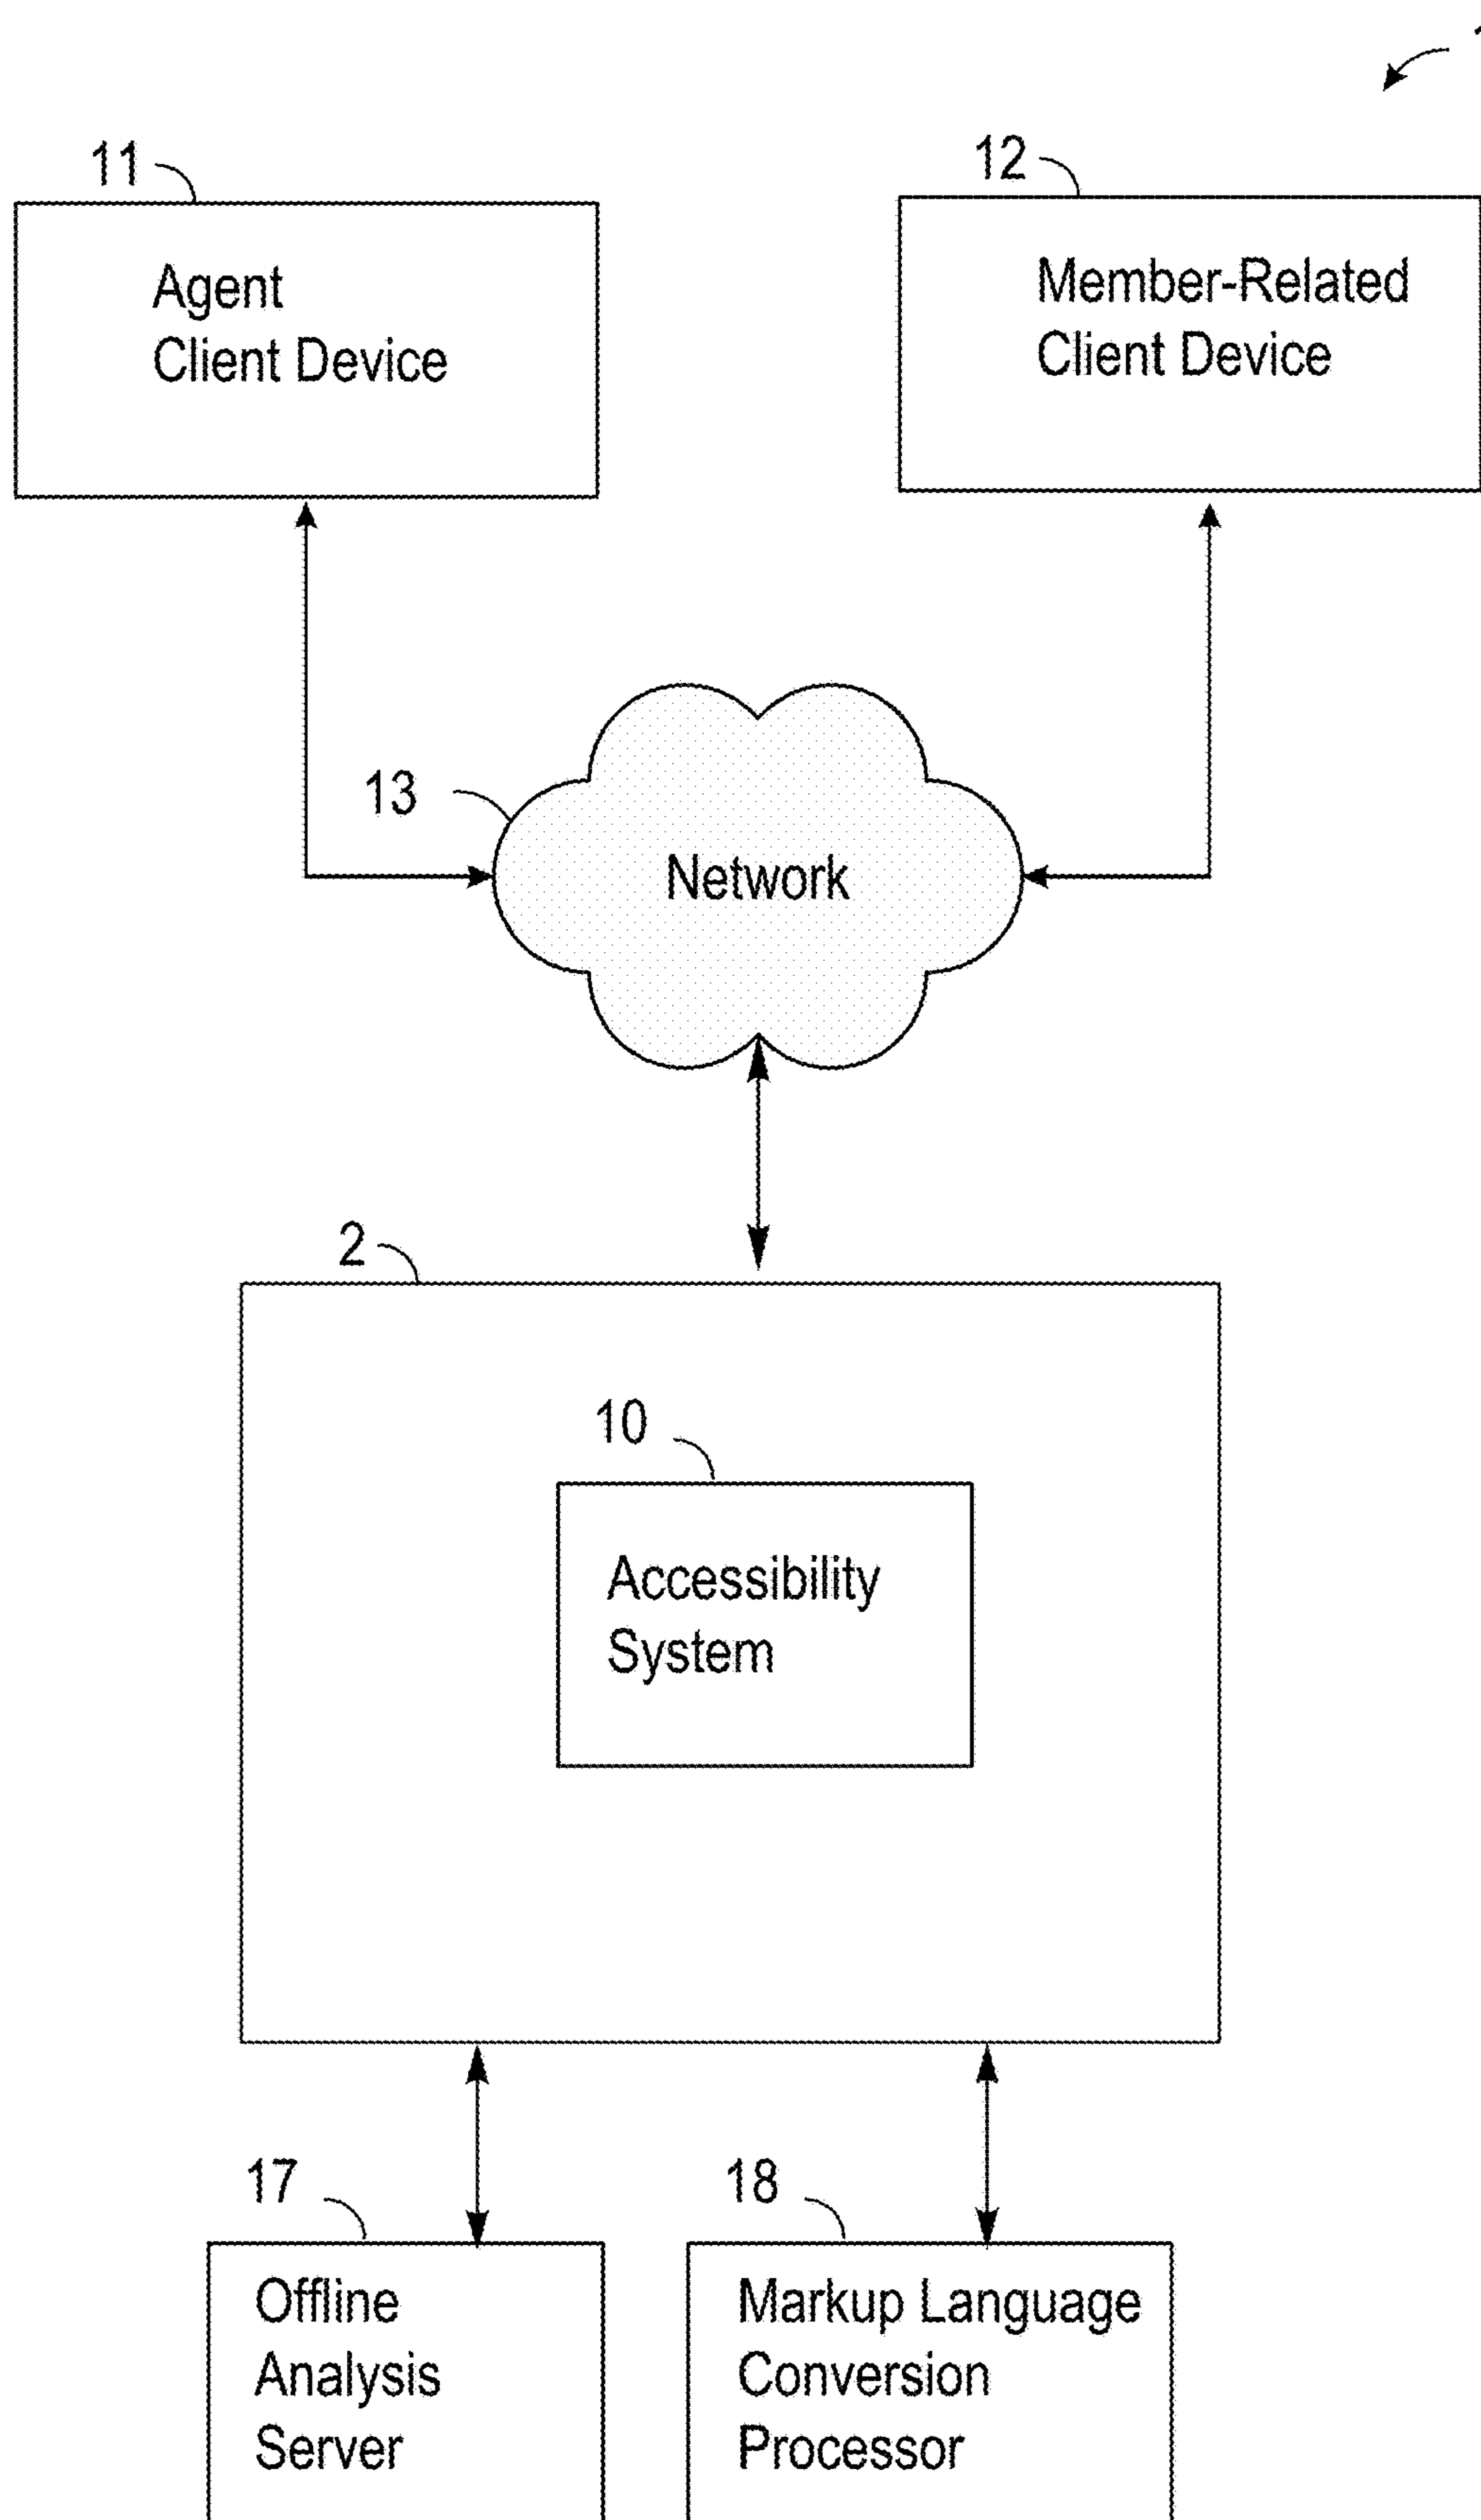 11
12
Agent
Client Device
Member-Related
Client Device
13
Network
2
10
Accessibility
System
17
18
Offline
Analysis
Server
Markup Language
Conversion
Processor